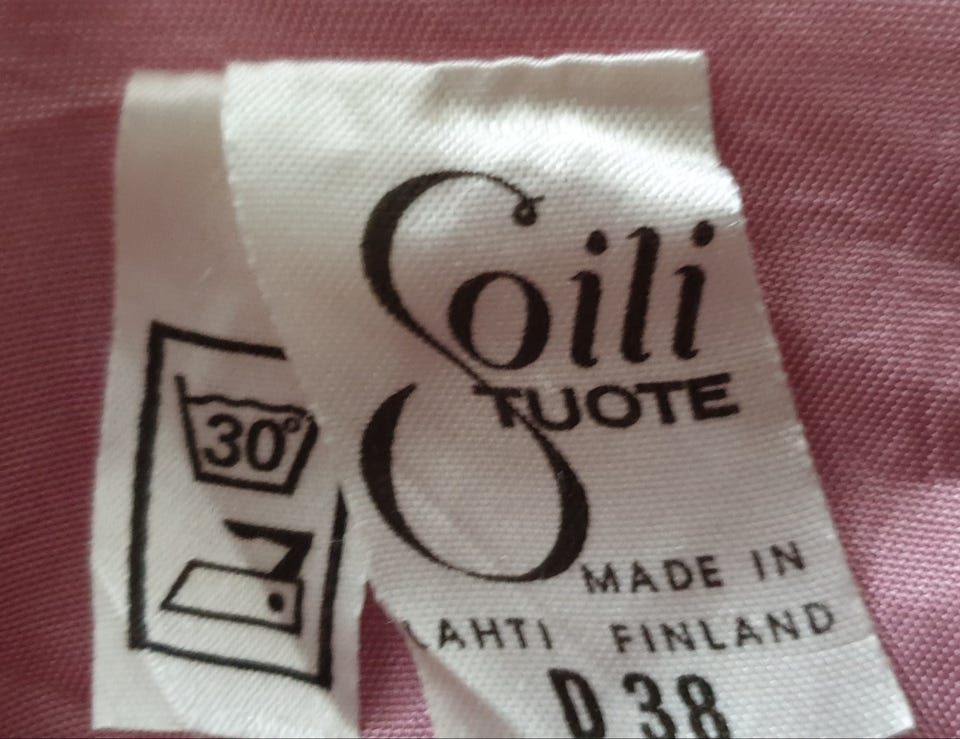 Soili
TUOTE
30°
MADE IN
LAHTI FINLAND
D 38